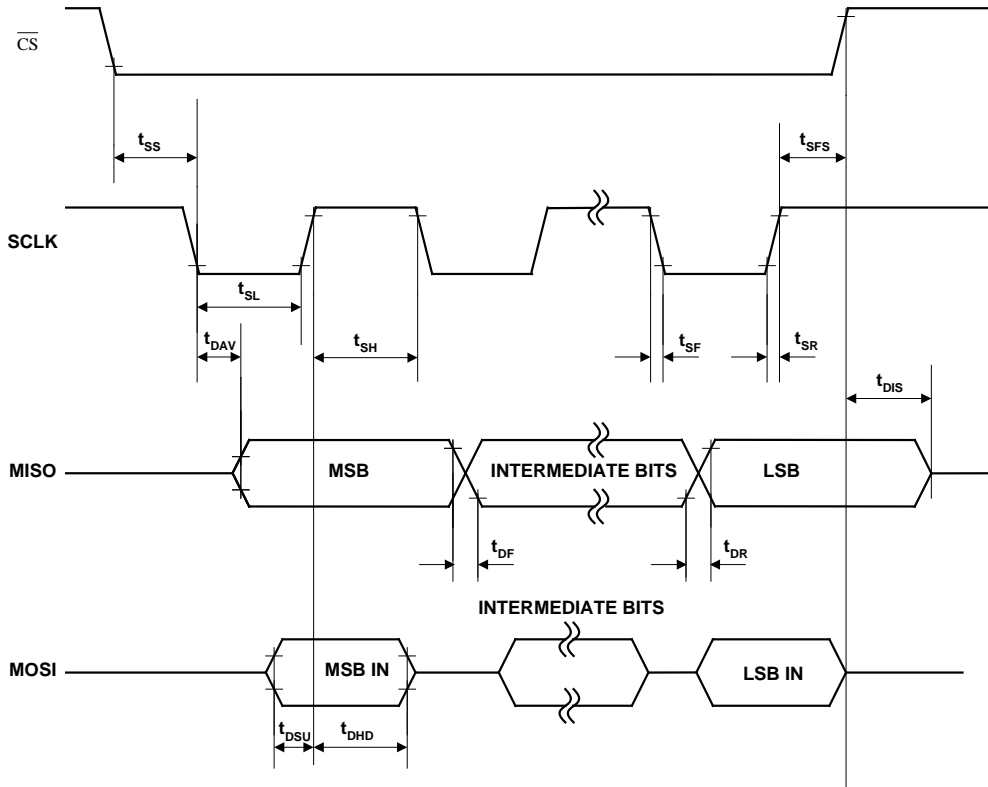 CS
tSS
tSFS
SCLK
tSL
tDAV
tSH
tSF
tSR
tDIS
MISO
MSB
INTERMEDIATE BITS
LSB
tDF
tDR
INTERMEDIATE BITS
MOSI
MSB IN
LSB IN
tDSU
tDHD